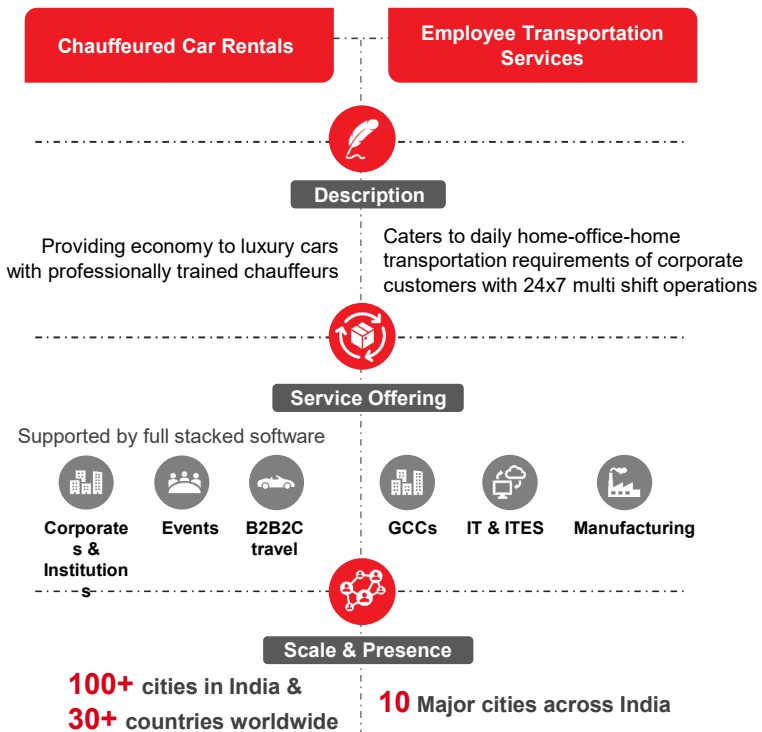 Chauffeured Car Rentals
Employee Transportation
Services
Description
Providing economy to luxury cars
with professionally trained chauffeurs
Caters to daily home-office-home
transportation requirements of corporate
customers with 24x7 multi shift operations
Service Offering
Supported by full stacked software
Corporate
s &
Institution
s
Events
B2B2C
travel
GCCs
IT & ITES
Manufacturing
Scale & Presence
100+ cities in India &
30+ countries worldwide
10 Major cities across India